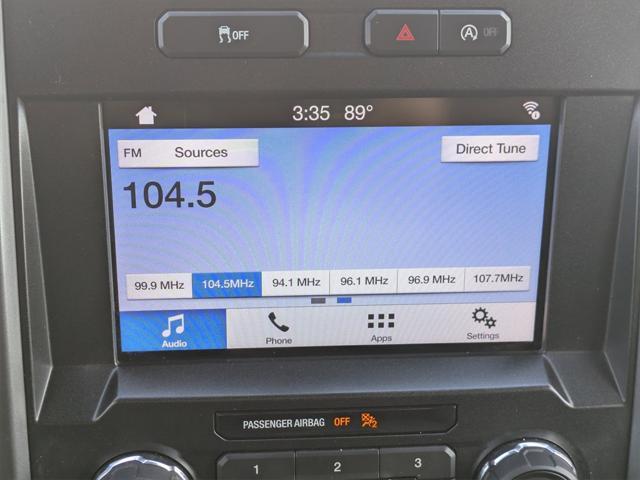 OFF
A OFF
3:35 89°
FM Sources Direct Tune
104.5
99.9 MHz 104.5MHz 94.1 MHz 96.1 MHz 96.9 MHz 107.7MHz
Audio Phone Apps Settings
PASSENGER AIRBAG OFF 2
1 2 3